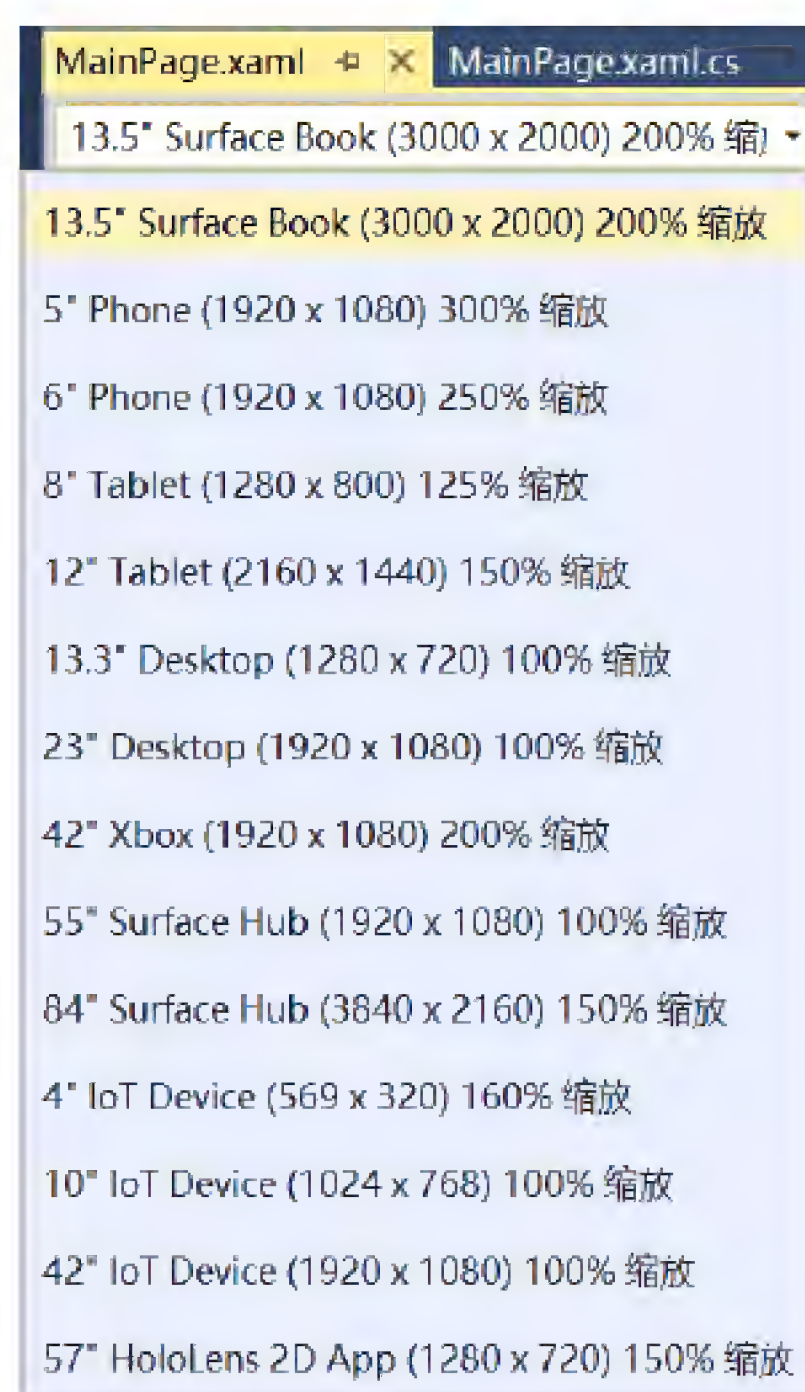 MainPage.xaml MainPage.xaml.cs
13.5" Surface Book (3000 x 2000) 200% 缩
13.5" Surface Book (3000 x 2000) 200% 缩放
5" Phone (1920 x 1080) 300% 缩放
6" Phone (1920 x 1080) 250% 缩放
8" Tablet (1280 x 800) 125% 缩放
12" Tablet (2160 x 1440) 150% 缩放
13.3" Desktop (1280 x 720) 100% 缩放
23" Desktop (1920 x 1080) 100% 缩放
42" Xbox (1920 x 1080) 200% 缩放
55" Surface Hub (1920 x 1080) 100% 缩放
84" Surface Hub (3840 x 2160) 150% 缩放
4" IoT Device (569 x 320) 160% 缩放
10" IoT Device (1024 x 768) 100% 缩放
42" IoT Device (1920 x 1080) 100% 缩放
57" HoloLens 2D App (1280 x 720) 150% 缩放